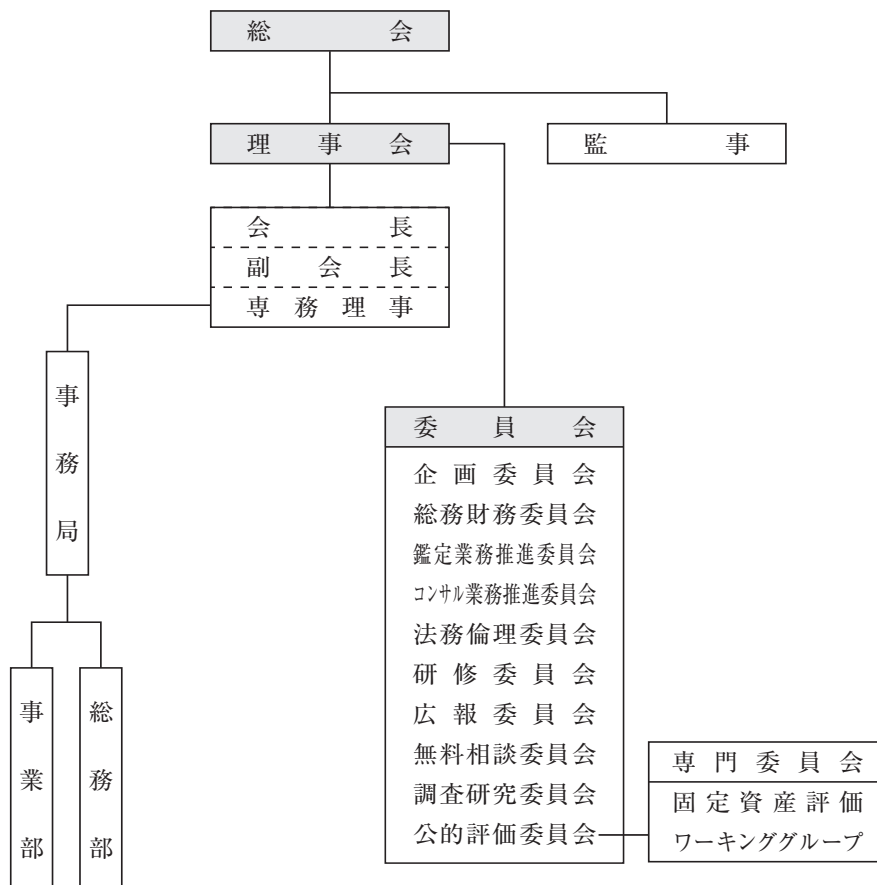 総会
理事会
監事
会長
副会長
専務理事
事務局
事業部
総務部
委員会
企画委員会
総務財務委員会
鑑定業務推進委員会
コンサル業務推進委員会
法務倫理委員会
研修委員会
広報委員会
無料相談委員会
調査研究委員会
公的評価委員会
専門委員会
固定資産評価
ワーキンググループ